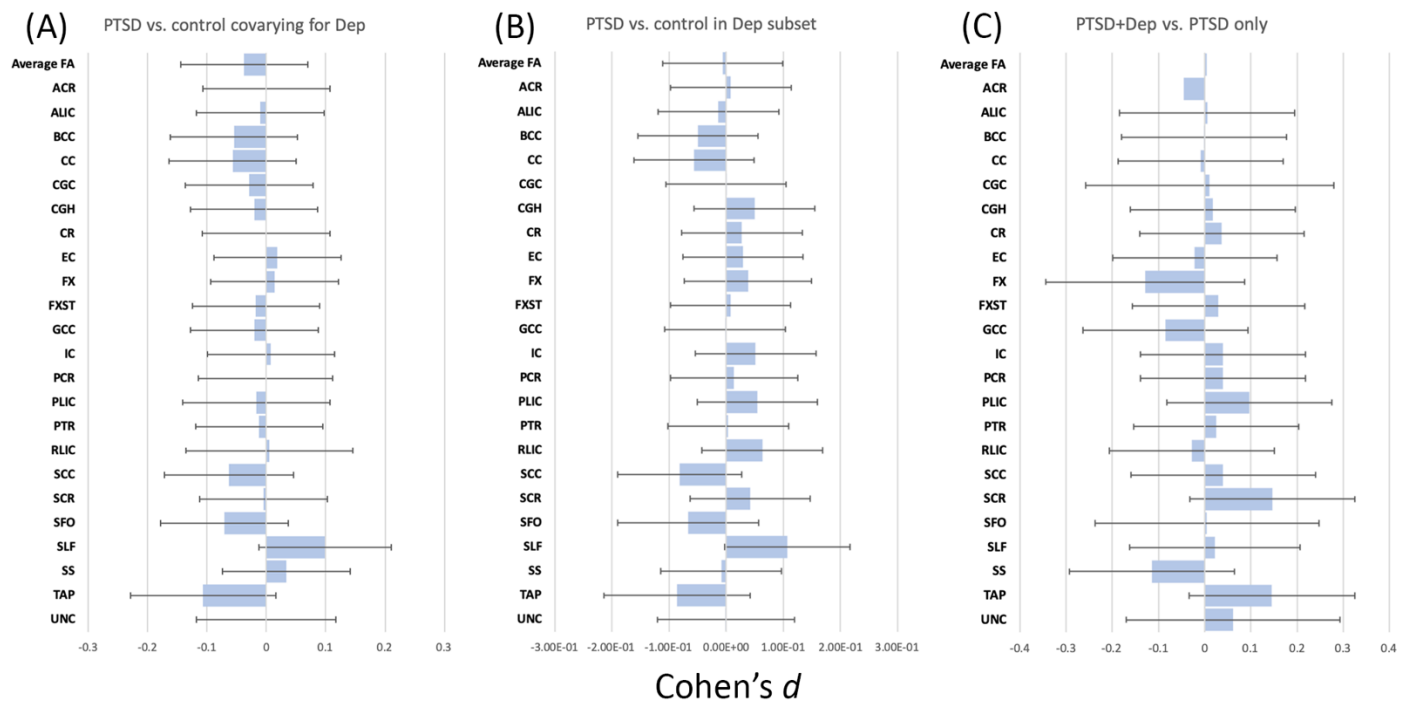 (A) PTSD vs. control covarying for Dep
Average FA
ACR
ALIC
BCC
CC
CGC
CGH
CR
EC
FX
FXST
GCC
IC
PCR
PLIC
PTR
RLIC
SCC
SCR
SFO
SLF
SS
TAP
UNC
-0.3 -0.2 -0.1 0 0.1 0.2 0.3
(B) PTSD vs. control in Dep subset
Average FA
ACR
ALIC
BCC
CC
CGC
CGH
CR
EC
FX
FXST
GCC
IC
PCR
PLIC
PTR
RLIC
SCC
SCR
SFO
SLF
SS
TAP
UNC
-3.00E-01 -2.00E-01 -1.00E-01 0.00E+00 1.00E-01 2.00E-01 3.00E-01
(C) PTSD+Dep vs. PTSD only
Average FA
ACR
ALIC
BCC
CC
CGC
CGH
CR
EC
FX
FXST
GCC
IC
PCR
PLIC
PTR
RLIC
SCC
SCR
SFO
SLF
SS
TAP
UNC
-0.4 -0.3 -0.2 -0.1 0 0.1 0.2 0.3 0.4
Cohen's d